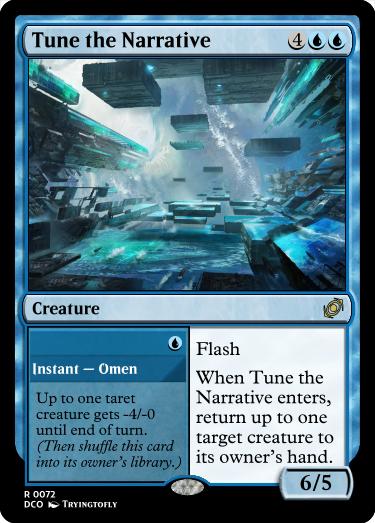 Tune the Narrative 4
Creature
Instant — Omen
Up to one taret
creature gets -4/-0
until end of turn.
(Then shuffle this card
into its owner's library.)
Flash
When Tune the
Narrative enters,
return up to one
target creature to
its owner's hand.
6/5
R 0072
DCO TRYINGTOFLY